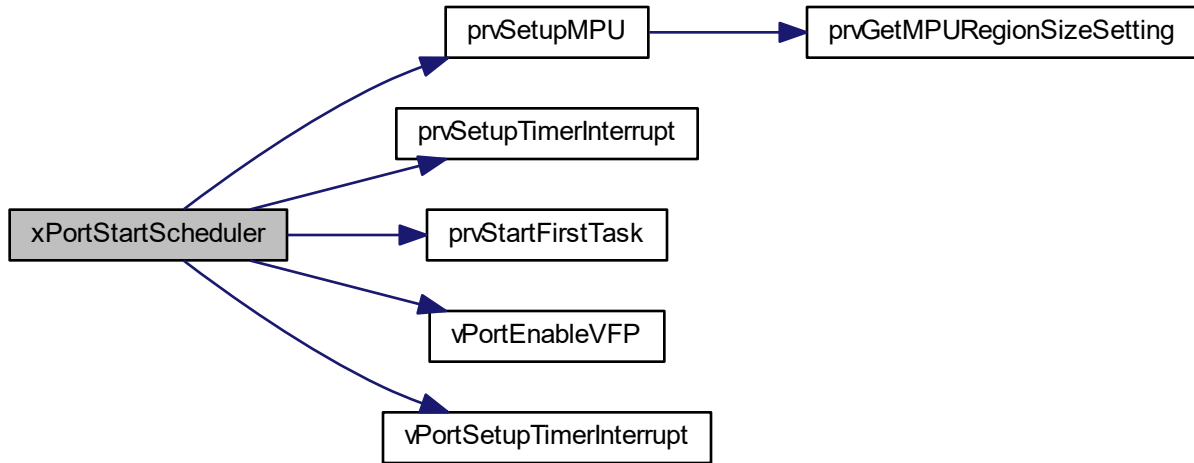 prvSetupMPU
prvGetMPURegionSizeSetting
prvSetupTimerInterrupt
xPortStartScheduler
prvStartFirstTask
vPortEnableVFP
vPortSetupTimerInterrupt